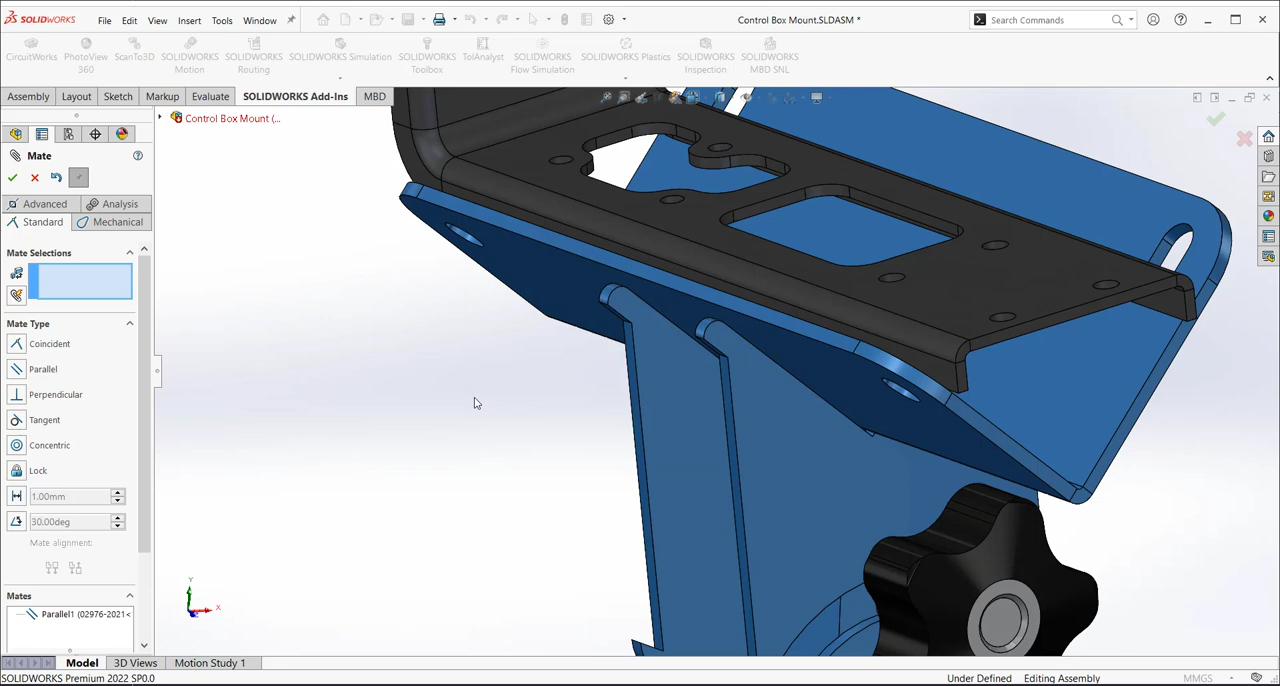 SOLIDWORKS File Edit View Insert Tools Window Control Box Mount.SLDASM * Search Commands
CircuitWorks PhotoView 360 ScanTo3D SOLIDWORKS Motion SOLIDWORKS Routing SOLIDWORKS Simulation SOLIDWORKS Toolbox TolAnalyst SOLIDWORKS Flow Simulation SOLIDWORKS Plastics SOLIDWORKS Inspection SOLIDWORKS MBD SNL
Assembly Layout Sketch Markup Evaluate SOLIDWORKS Add-Ins MBD
Control Box Mount (...
Mate
Advanced Analysis
Standard Mechanical
Mate Selections
Mate Type
Coincident
Parallel
Perpendicular
Tangent
Concentric
Lock
1.00mm
30.00deg
Mate alignment:
Mates
Parallel1 (02976-2021<
Y
X
Model 3D Views Motion Study 1
SOLIDWORKS Premium 2022 SP0.0 Under Defined Editing Assembly MMGS